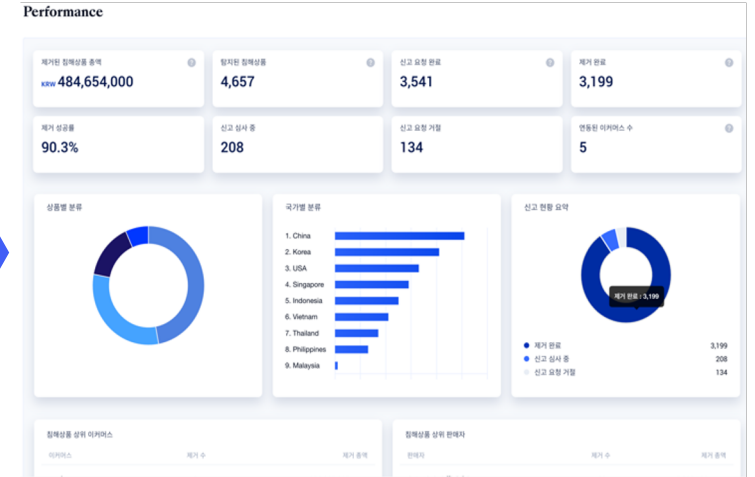 Performance
제거된 침해상품 총액 ?
탐지된 침해상품 ?
신고 요청 완료 ?
제거 완료 ?
KRW 484,654,000
4,657
3,541
3,199
제거 성공률
신고 심사 중
신고 요청 거절
연동된 이커머스 수 ?
90.3%
208
134
5
상품별 분류
국가별 분류
1. China
2. Korea
3. USA
4. Singapore
5. Indonesia
6. Vietnam
7. Thailand
8. Philippines
9. Malaysia
신고 현황 요약
제거 완료 : 3,199
제거 완료 3,199
신고 심사 중 208
신고 요청 거절 134
침해상품 상위 이커머스
이커머스 제거 수 제거 총액
침해상품 상위 판매자
판매자 제거 수 제거 총액